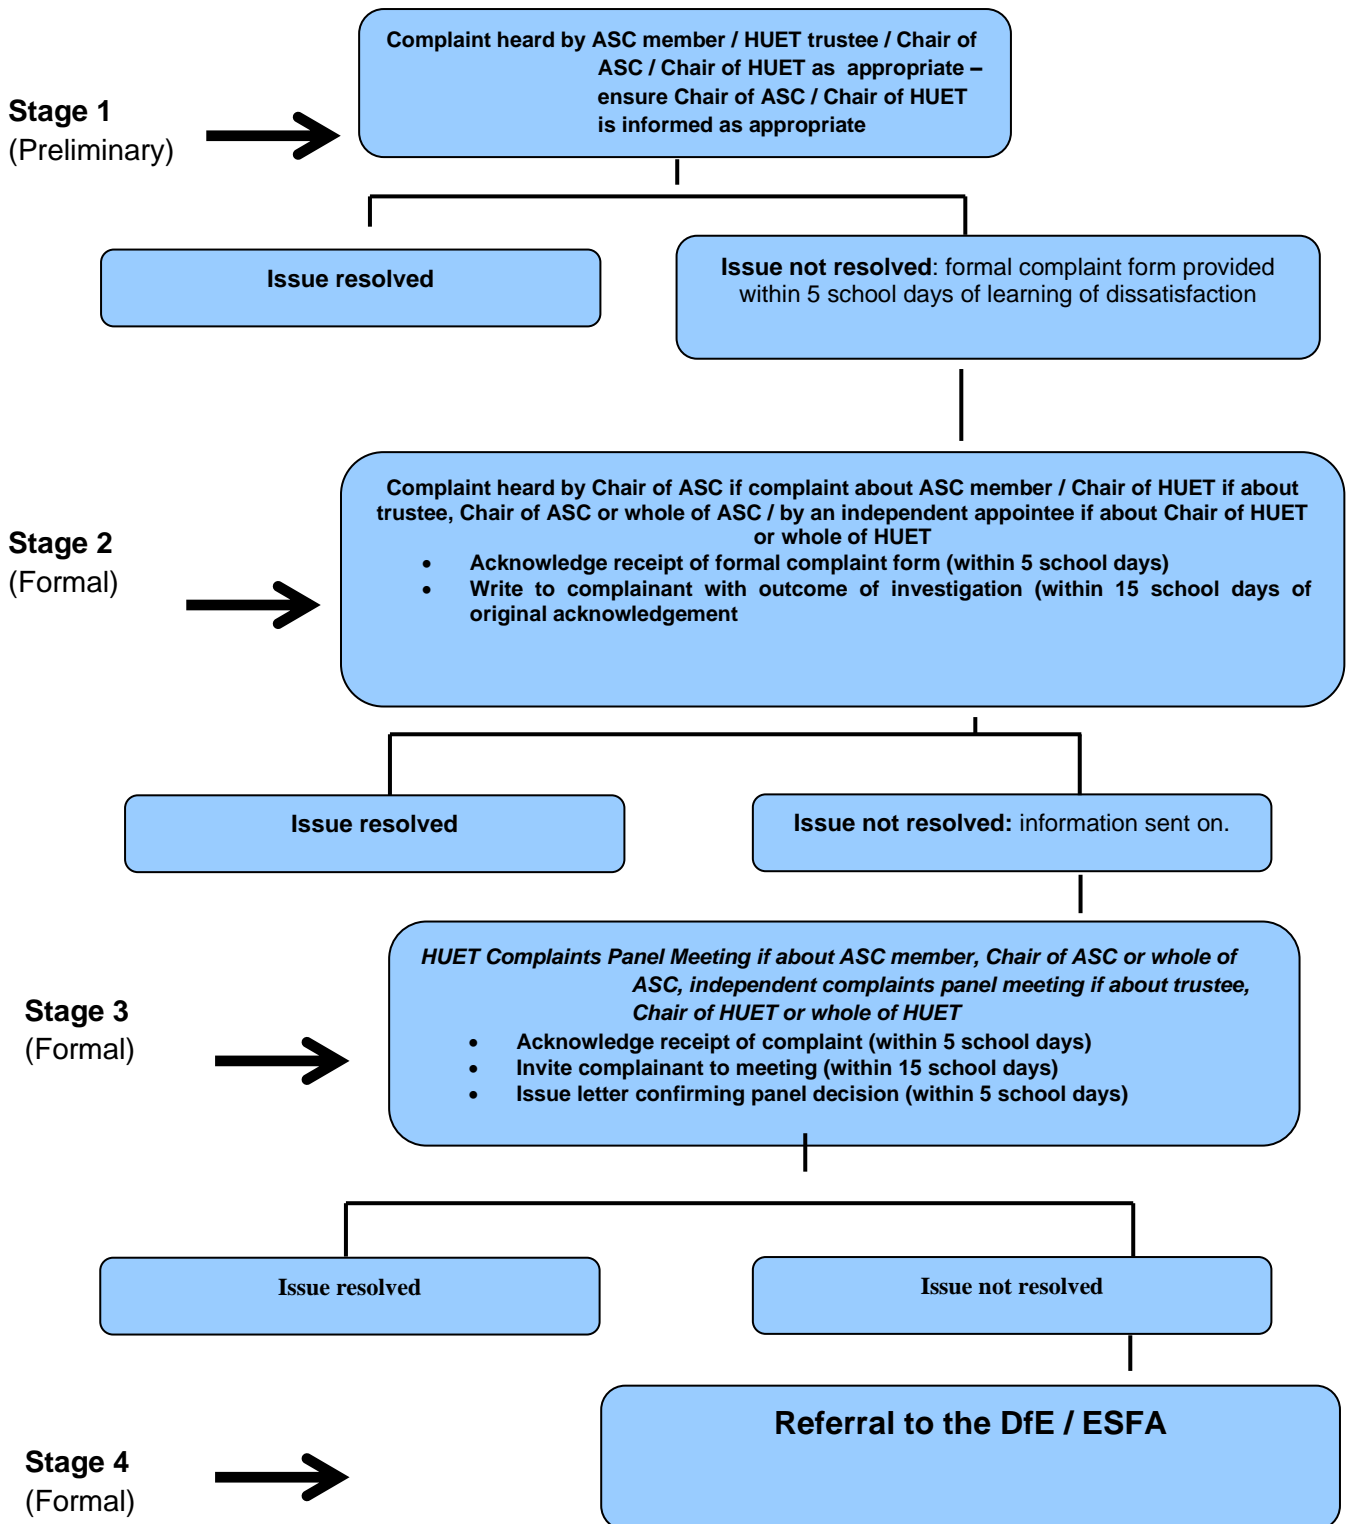 Complaint heard by ASC member / HUET trustee / Chair of
ASC / Chair of HUET as appropriate –
ensure Chair of ASC / Chair of HUET
is informed as appropriate
Stage 1
(Preliminary)
Issue resolved
Issue not resolved: formal complaint form provided
within 5 school days of learning of dissatisfaction
Complaint heard by Chair of ASC if complaint about ASC member / Chair of HUET if about
trustee, Chair of ASC or whole of ASC / by an independent appointee if about Chair of HUET
or whole of HUET
• Acknowledge receipt of formal complaint form (within 5 school days)
• Write to complainant with outcome of investigation (within 15 school days of
original acknowledgement
Stage 2
(Formal)
Issue resolved
Issue not resolved: information sent on.
HUET Complaints Panel Meeting if about ASC member, Chair of ASC or whole of
ASC, independent complaints panel meeting if about trustee,
Chair of HUET or whole of HUET
• Acknowledge receipt of complaint (within 5 school days)
• Invite complainant to meeting (within 15 school days)
• Issue letter confirming panel decision (within 5 school days)
Stage 3
(Formal)
Issue resolved
Issue not resolved
Referral to the DfE / ESFA
Stage 4
(Formal)